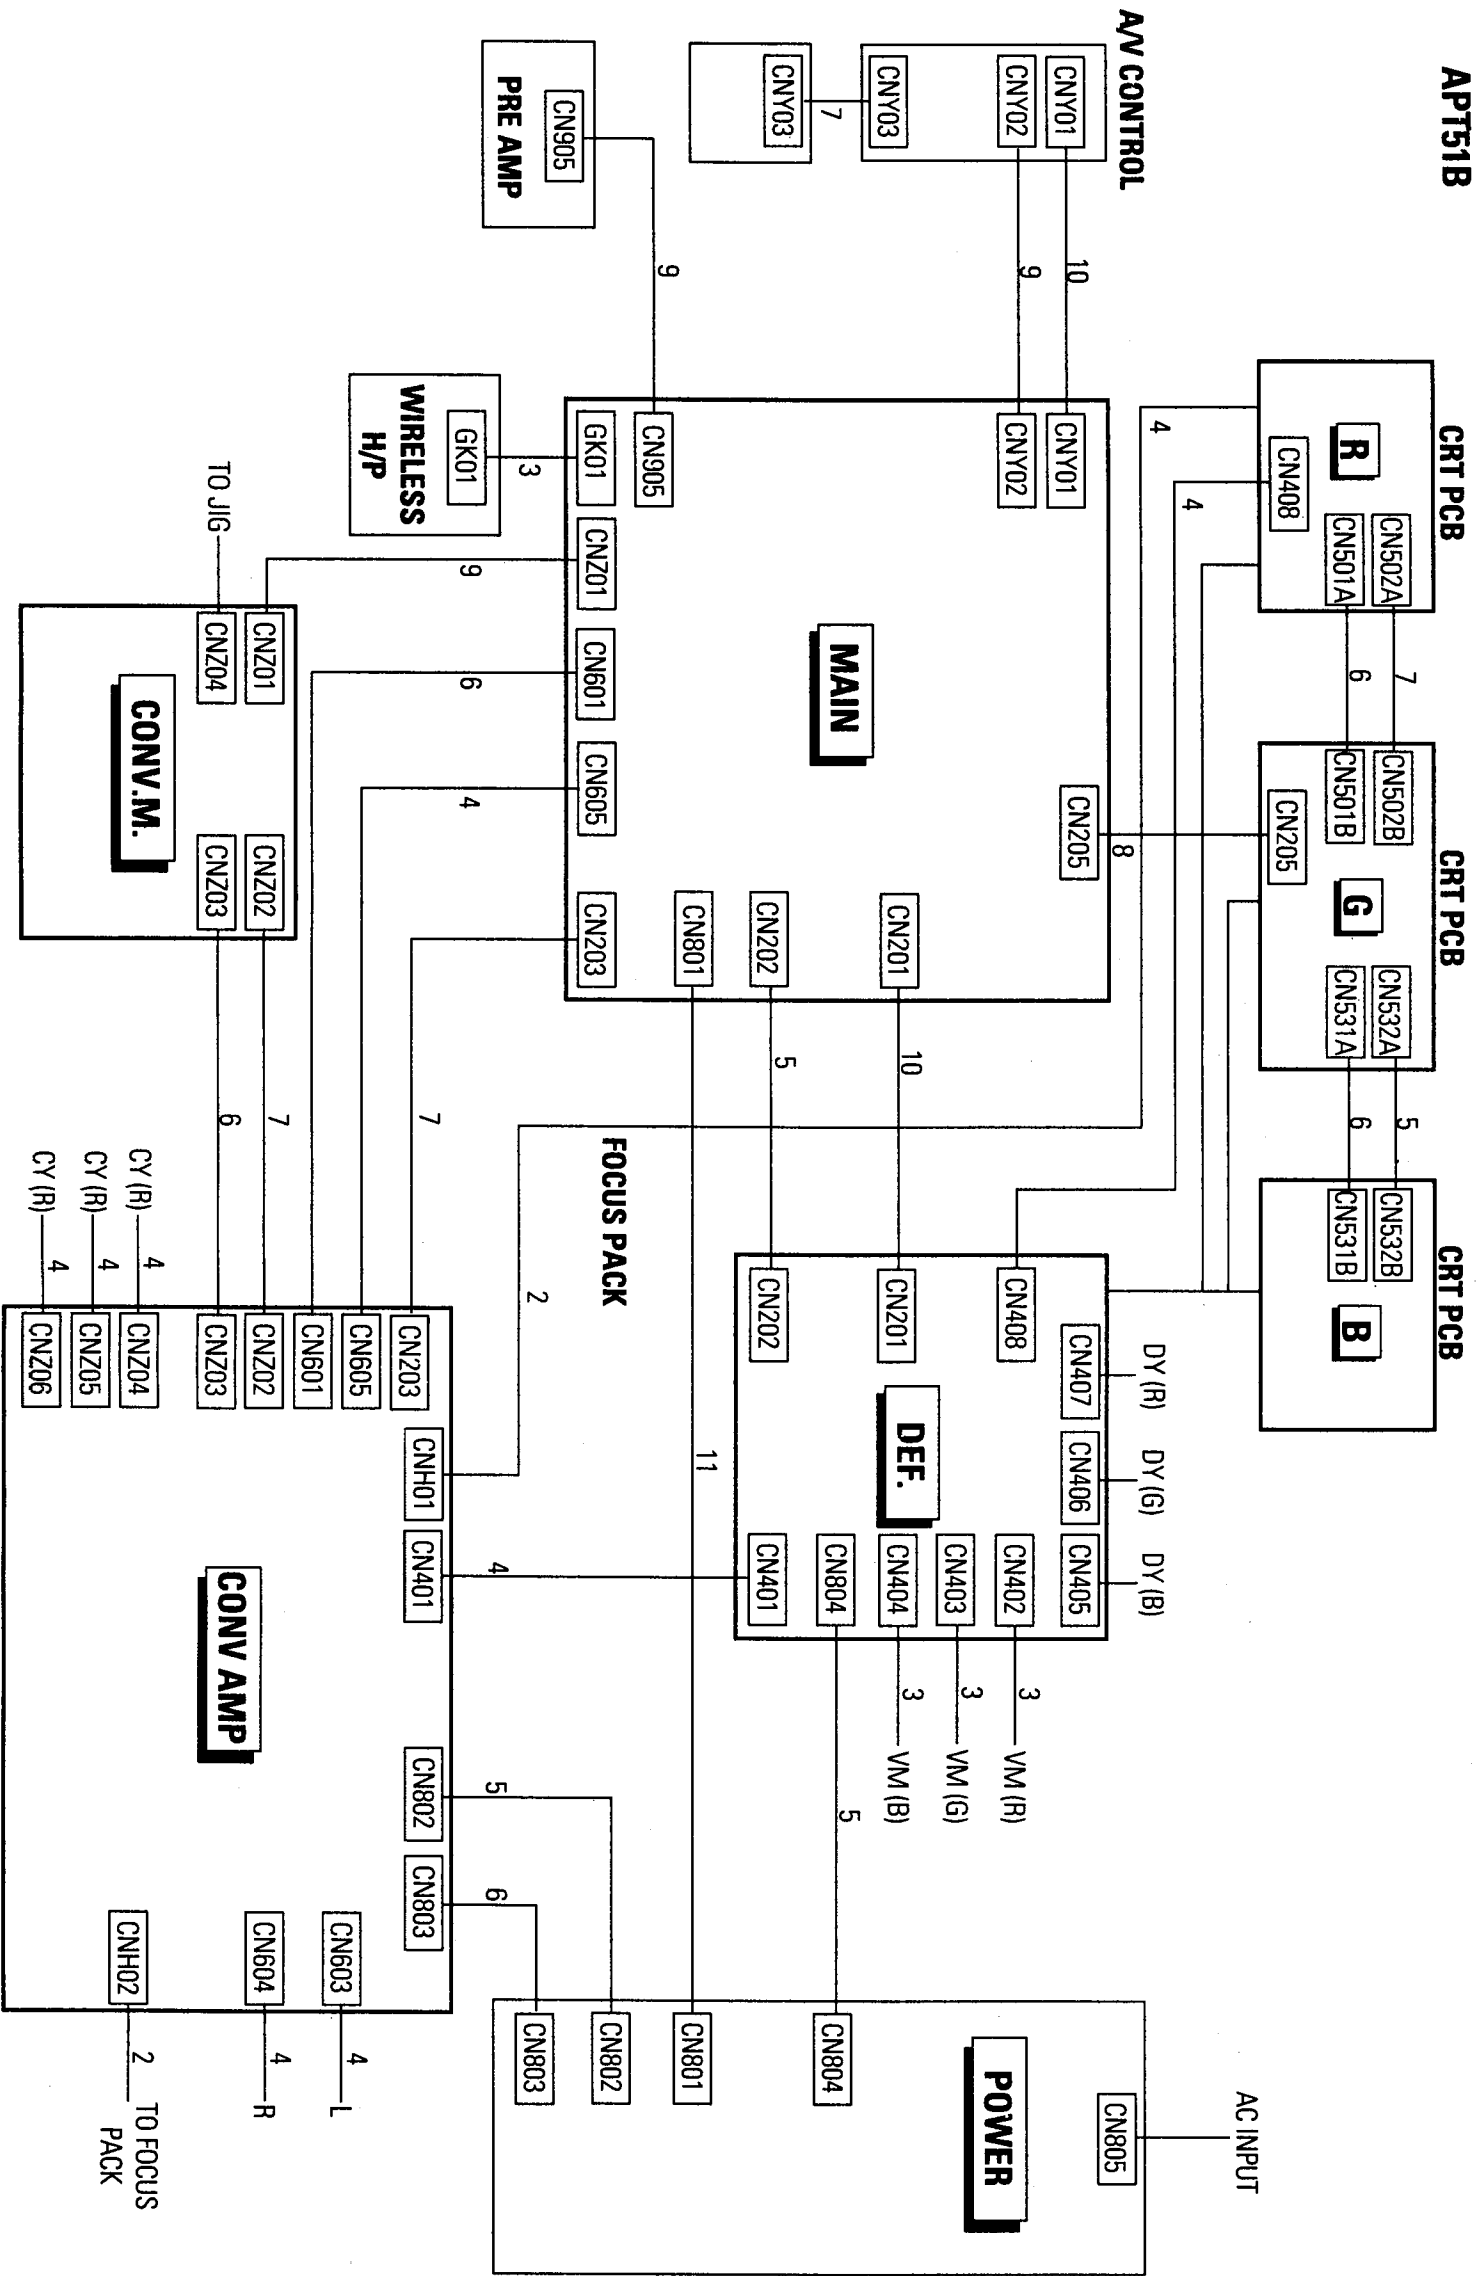 APT51B
A/V CONTROL
CNY01
CNY02
CNY03
7
CNY03
10
9
PRE AMP
CN905
9
CRT PCB
R
CN408
CN502A
CN501A
7
6
4
4
CRT PCB
G
CN502B
CN501B
CN205
CN532A
CN531A
5
6
8
CRT PCB
B
CN532B
CN531B
MAIN
CNY01
CNY02
CN905
GK01
CNZ01
CN601
CN605
CN203
CN205
CN201
CN202
CN801
10
5
11
WIRELESS
H/P
GK01
3
9
6
4
7
TO JIG
CONV.M.
CNZ01
CNZ04
CNZ02
CNZ03
7
6
FOCUS PACK
2
DEF.
DY (R)
DY (G)
DY (B)
CN407
CN406
CN405
CN408
CN201
CN202
CN402
CN403
CN404
CN804
CN401
3
VM (R)
3
VM (G)
3
VM (B)
5
4
CONV AMP
CN203
CN605
CN601
CNZ02
CNZ03
CNZ04
CNZ05
CNZ06
CY (R)
4
CY (R)
4
CY (R)
4
CNH01
CN401
CN802
CN803
5
6
CN603
CN604
CNH02
4
L
4
R
2
TO FOCUS
PACK
POWER
AC INPUT
CN805
CN804
CN801
CN802
CN803